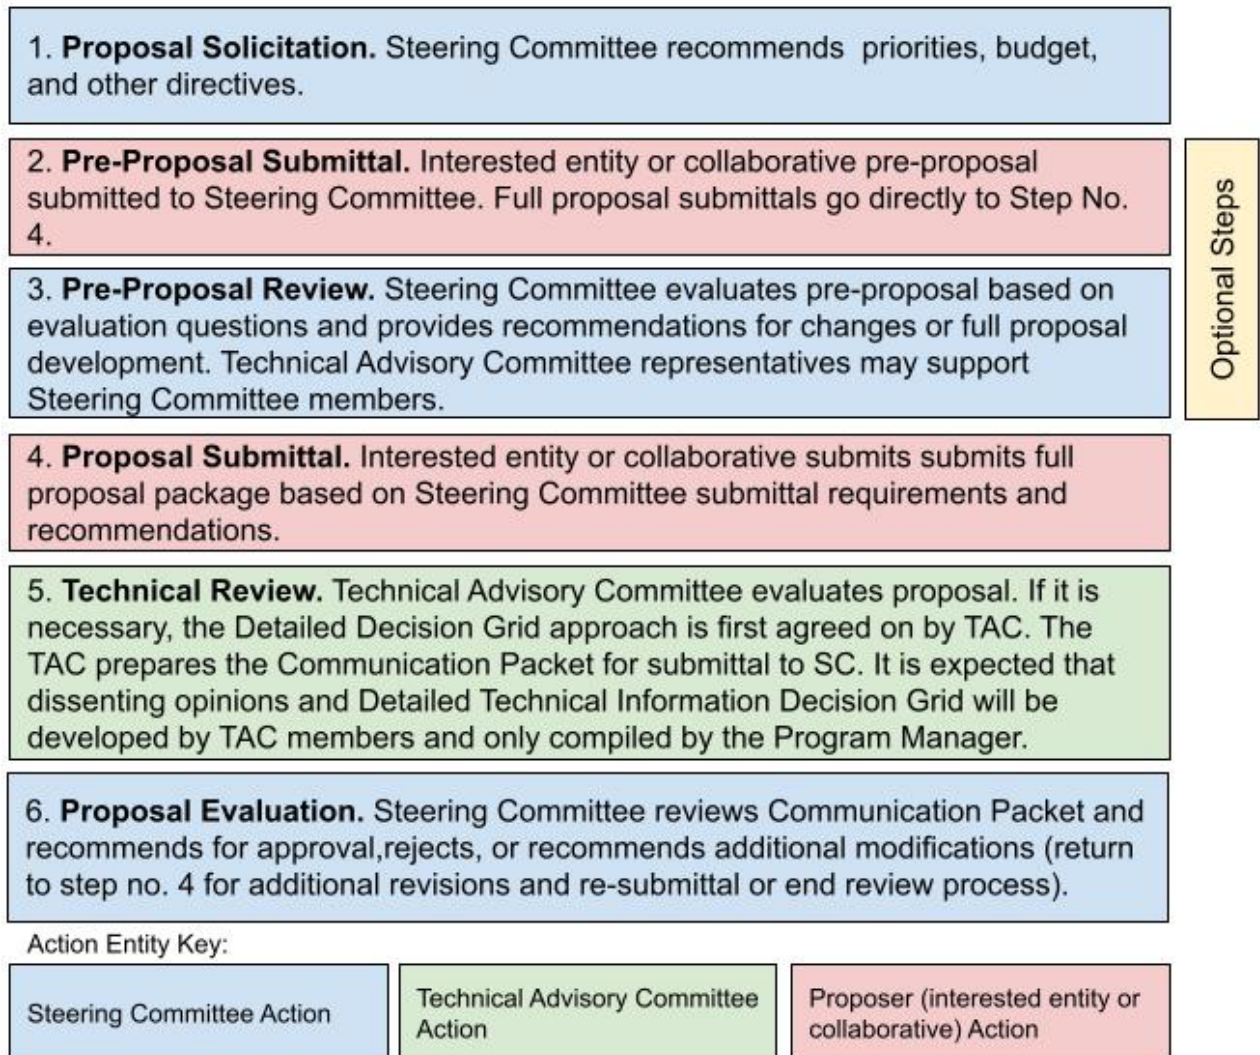 1. Proposal Solicitation. Steering Committee recommends  priorities, budget,
and other directives.
2. Pre-Proposal Submittal. Interested entity or collaborative pre-proposal
submitted to Steering Committee. Full proposal submittals go directly to Step No.
4.
Optional Steps
3. Pre-Proposal Review. Steering Committee evaluates pre-proposal based on
evaluation questions and provides recommendations for changes or full proposal
development. Technical Advisory Committee representatives may support
Steering Committee members.
4. Proposal Submittal. Interested entity or collaborative submits submits full
proposal package based on Steering Committee submittal requirements and
recommendations.
5. Technical Review. Technical Advisory Committee evaluates proposal. If it is
necessary, the Detailed Decision Grid approach is first agreed on by TAC. The
TAC prepares the Communication Packet for submittal to SC. It is expected that
dissenting opinions and Detailed Technical Information Decision Grid will be
developed by TAC members and only compiled by the Program Manager.
6. Proposal Evaluation. Steering Committee reviews Communication Packet and
recommends for approval,rejects, or recommends additional modifications (return
to step no. 4 for additional revisions and re-submittal or end review process).
Action Entity Key:
Steering Committee Action
Technical Advisory Committee
Action
Proposer (interested entity or
collaborative) Action